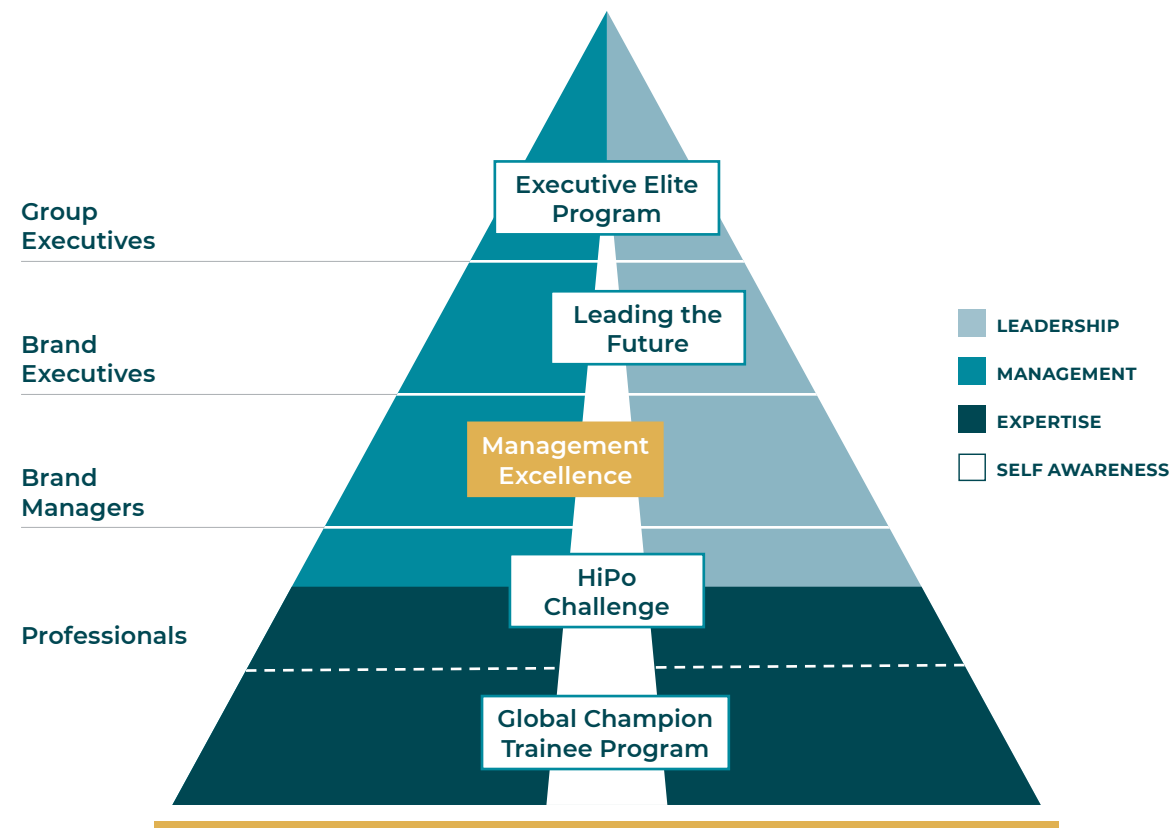 Executive Elite
Program
Group
Executives
Leading the
Future
Brand
Executives
Management
Excellence
Brand
Managers
HiPo
Challenge
Professionals
Global Champion
Trainee Program
LEADERSHIP
MANAGEMENT
EXPERTISE
SELF AWARENESS